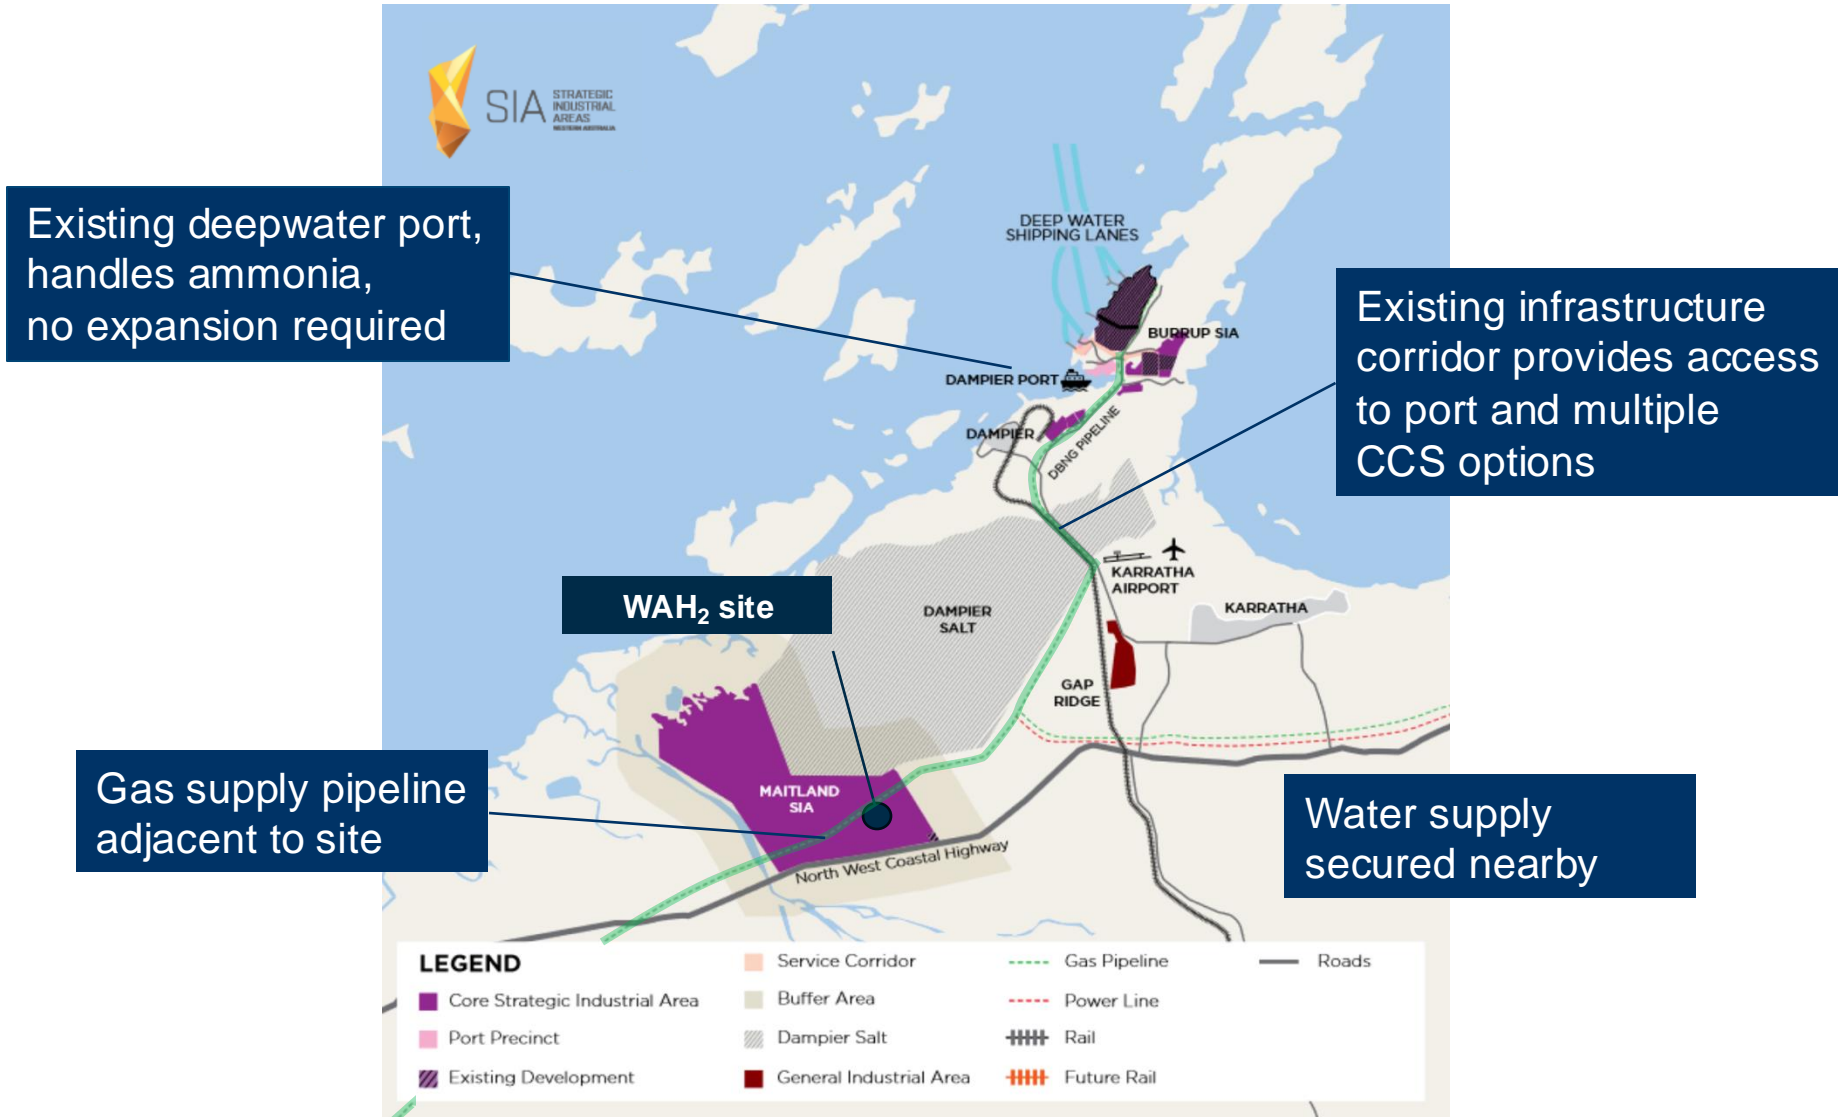 SIA STRATEGIC
INDUSTRIAL
AREAS
WESTERN AUSTRALIA
Existing deepwater port,
handles ammonia,
no expansion required
DEEP WATER
SHIPPING LANES
BURRUP SIA
DAMPIER PORT
DAMPIER
DBNG PIPELINE
Existing infrastructure
corridor provides access
to port and multiple
CCS options
KARRATHA
AIRPORT
KARRATHA
WAH₂ site
DAMPIER
SALT
GAP
RIDGE
MAITLAND
SIA
Gas supply pipeline
adjacent to site
North West Coastal Highway
Water supply
secured nearby
LEGEND
Core Strategic Industrial Area
Port Precinct
Existing Development
Service Corridor
Buffer Area
Dampier Salt
General Industrial Area
Gas Pipeline
Power Line
Rail
Future Rail
Roads